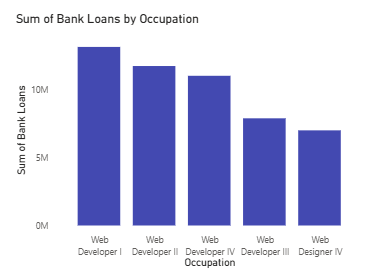 Sum of Bank Loans by Occupation
Sum of Bank Loans
10M
5M
0M
Web Developer I
Web Developer II
Web Developer IV
Web Developer III
Web Designer IV
Occupation